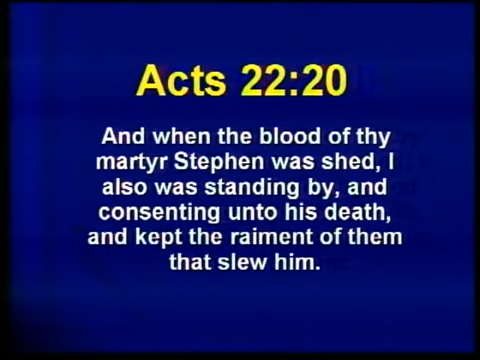 Acts 22:20
And when the blood of thy
martyr Stephen was shed, I
also was standing by, and
consenting unto his death,
and kept the raiment of them
that slew him.